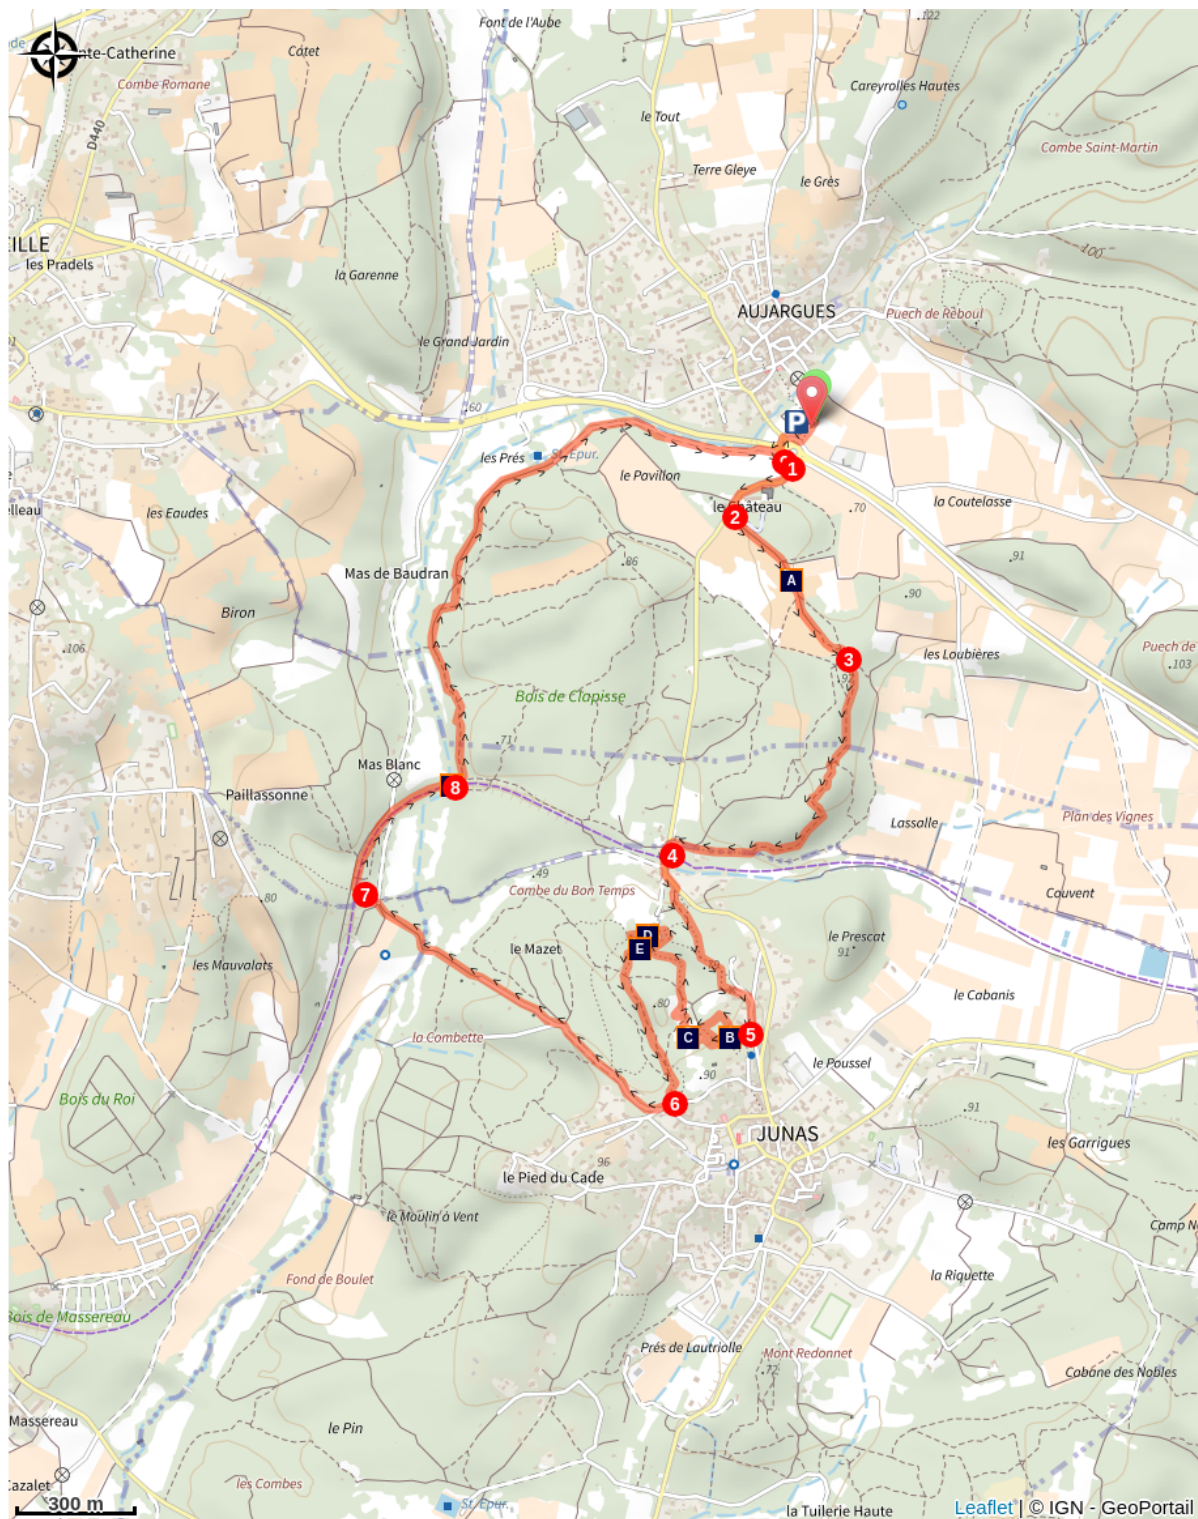 Font de l'Aube
.122
nte-Catherine
Catet
Combe Romane
Careyrolles Hautes
D440
le Tout
Combe Saint-Martin
Terre Gleye
le Grès
EILLE
les Pradels
100
la Garenne
AUJARGUES
Puech de Reboul
le Grand Jardin
.60
P
les Prés
St. Epur.
1
le Pavillon
la Coutelasse
elleau
les Eaudes
le Château
2
.70
.86
.91
Mas de Baudran
A
.90
Biron
.106
les Loubières
Puech de
.103
3
Bois de Clapisse
.71
Mas Blanc
8
Paillassonne
Lassalle
Plan des Vignes
4
.49
Combe du Bon Temps
Couvent
7
.80
D
E
le Mazet
le Prescat
91
les Mauvalats
le Cabanis
.80
la Combette
C
B
5
le Poussel
.90
Bois du Roi
6
.91
JUNAS
les Garrigues
96
le Pied du Cade
le Moulin à Vent
Camp N
Fond de Boulet
la Riquette
Bois de Massereau
Prés de Lautriolle
Mont Redonnet
.72
Cabane des Nobles
Massereau
le Pin
Cazalet
les Combes
300 m
St. Epur.
la Tuilerie Haute
Leaflet | © IGN - GeoPortail